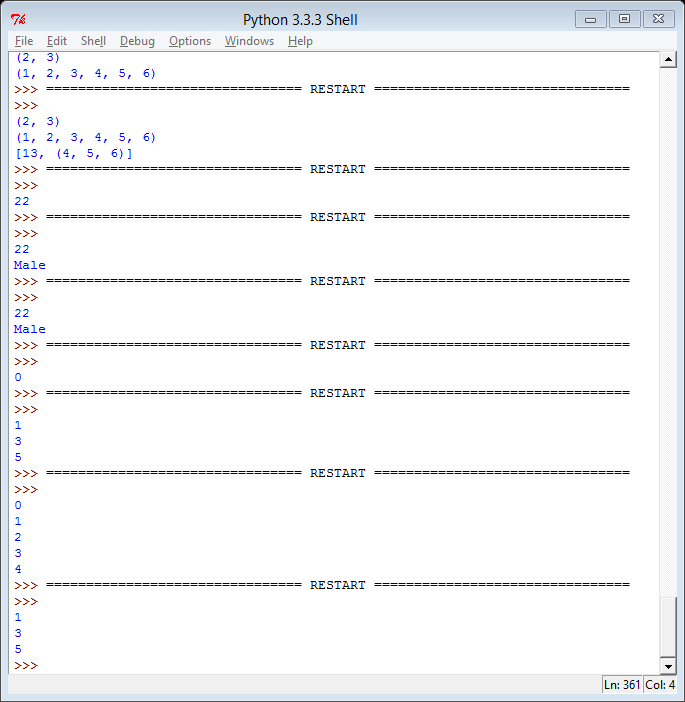 Python 3.3.3 Shell
File Edit Shell Debug Options Windows Help
(2, 3)
(1, 2, 3, 4, 5, 6)
>>> ================================ RESTART ================================
>>>
(2, 3)
(1, 2, 3, 4, 5, 6)
[13, (4, 5, 6)]
>>> ================================ RESTART ================================
>>>
22
>>> ================================ RESTART ================================
>>>
22
Male
>>> ================================ RESTART ================================
>>>
22
Male
>>> ================================ RESTART ================================
>>>
0
>>> ================================ RESTART ================================
>>>
1
3
5
>>> ================================ RESTART ================================
>>>
0
1
2
3
4
>>> ================================ RESTART ================================
>>>
1
3
5
>>>
Ln: 361 Col: 4